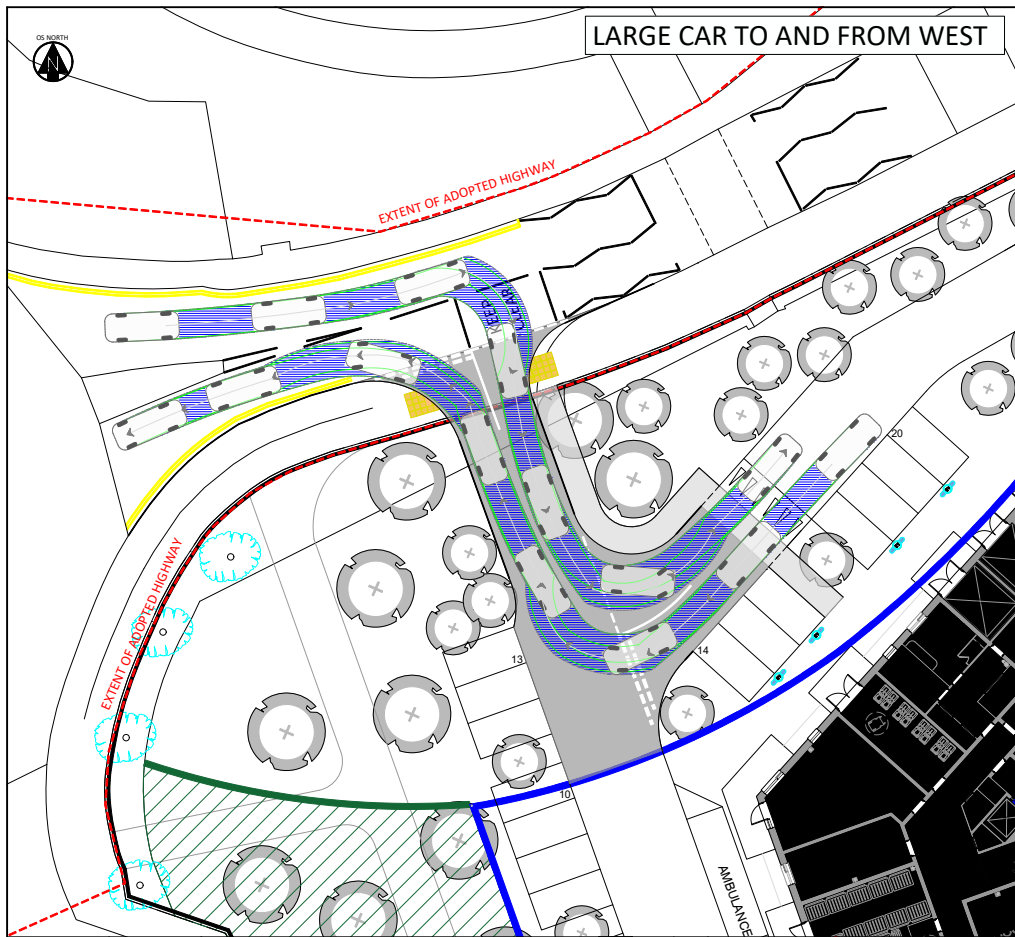 LARGE CAR TO AND FROM WEST
OS NORTH
N
EXTENT OF ADOPTED HIGHWAY
KEEP
CLEAR
20
EXTENT OF ADOPTED HIGHWAY
13
14
10
AMBULANCE